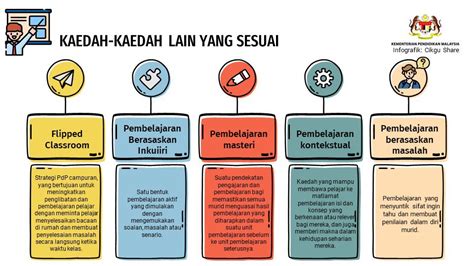 KAEDAH-KAEDAH LAIN YANG SESUAI
KEMENTERIAN PENDIDIKAN MALAYSIA
Infografik: Cikgu Share
Flipped
Classroom
Strategi PdP campuran,
yang bertujuan untuk
meningkatkan
penglibatan dan
pembelajaran pelajar
dengan meminta pelajar
menyelesaikan bacaan
di rumah dan membuat
penyelesaian masalah
secara langsung ketika
waktu kelas.
Pembelajaran
Berasaskan
Inkuiri
Satu bentuk
pembelajaran aktif
yang dimulakan
dengan
mengemukakan
soalan, masalah atau
senario.
Pembelajaran
masteri
Suatu pendekatan
pengajaran dan
pembelajaran bagi
memastikan semua
murid menguasai hasil
pembelajaran yang
diharapkan dalam
suatu unit
pembelajaran sebelum
ke unit pembelajaran
seterusnya.
Pembelajaran
kontekstual
Kaedah yang mampu
membawa pelajar ke
matlamat
pembelajaran isi dan
konsep yang
berkenaan atau relevan
bagi mereka, dan juga
memberi makna dalam
kehidupan seharian
mereka.
Pembelajaran
berasaskan
masalah
Pembelajaran yang
menyuntik sifat ingin
tahu dan membuat
penilaian dalam diri
murid.